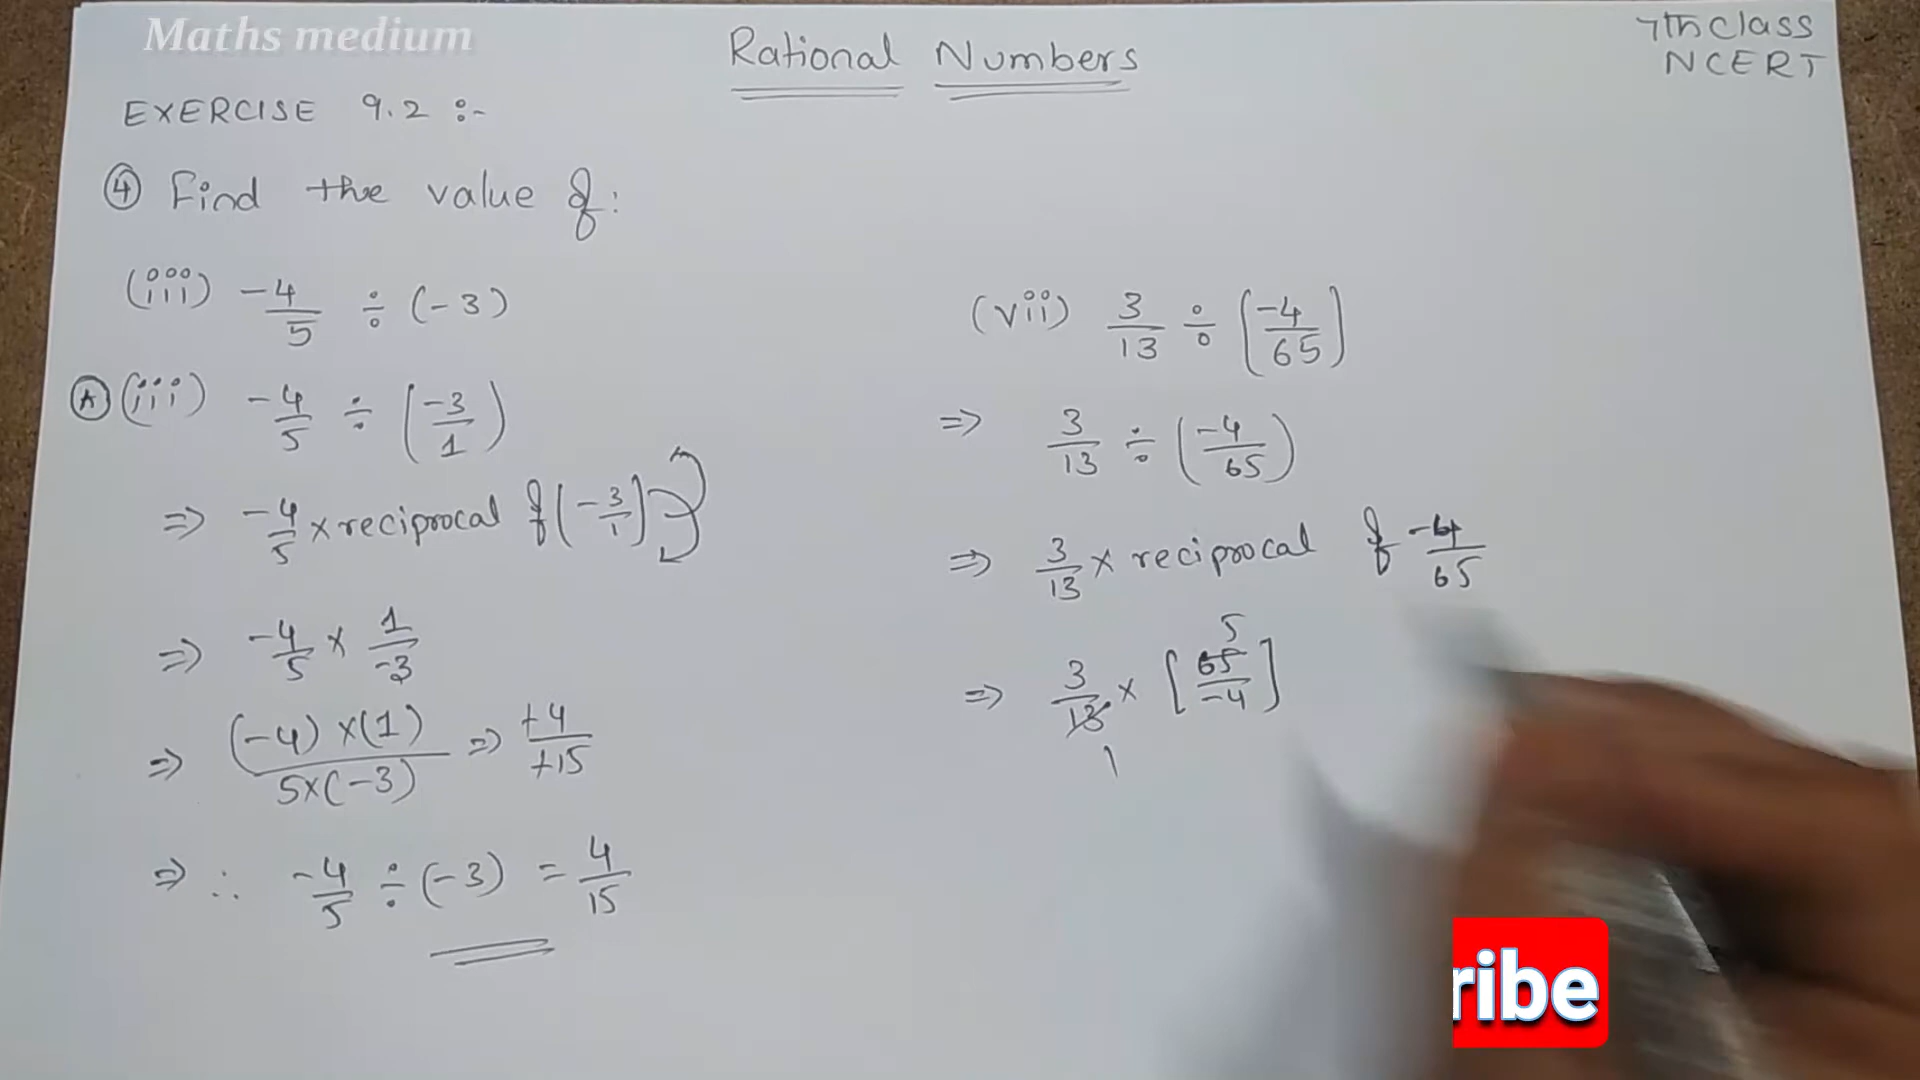 Maths medium
Rational Numbers
7th Class
NCERT
EXERCISE 9.2 :-
④ Find the value of:
(iii) -4/5 ÷ (-3)
Ⓐ (iii) -4/5 ÷ (-3/1)
⇒ -4/5 × reciprocal of (-3/1)
⇒ -4/5 × 1/-3
⇒ (-4) × (1) / 5×(-3) ⇒ +4/+15
⇒ ∴ -4/5 ÷ (-3) = 4/15
(vii) 3/13 ÷ (-4/65)
⇒ 3/13 ÷ (-4/65)
⇒ 3/13 × reciprocal of -4/65
5
⇒ 3/13 × [65/-4]
1
ribe